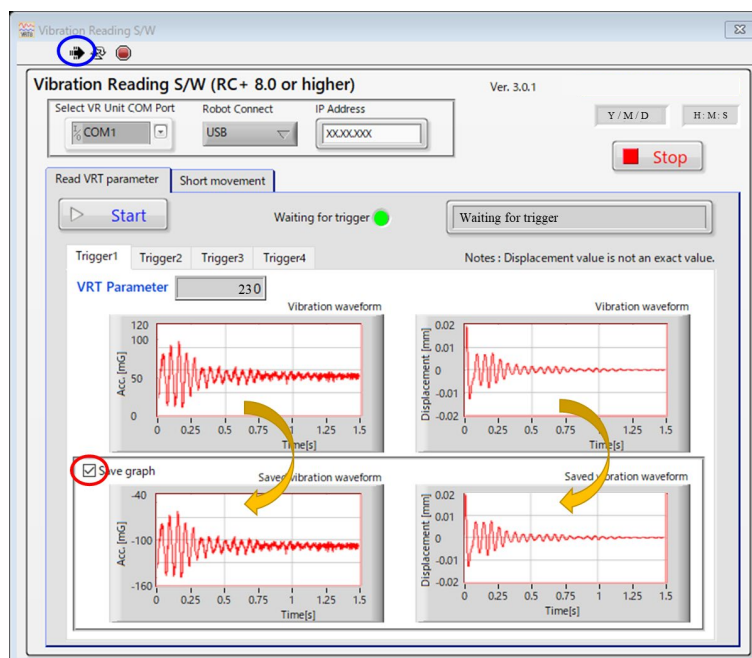 Vibration Reading S/W
Vibration Reading S/W (RC+ 8.0 or higher)
Ver. 3.0.1
Select VR Unit COM Port
Robot Connect
IP Address
COM1
USB
XX.XX.XXX
Y / M / D
H: M: S
Stop
Read VRT parameter
Short movement
Start
Waiting for trigger
Waiting for trigger
Trigger1
Trigger2
Trigger3
Trigger4
Notes : Displacement value is not an exact value.
VRT Parameter
230
Vibration waveform
Acc. [mG]
120
100
50
0
0 0.25 0.5 0.75 1 1.25 1.5
Time[s]
Vibration waveform
Displacement [mm]
0.02
0.01
0
-0.01
-0.02
0 0.25 0.5 0.75 1 1.25 1.5
Time[s]
Save graph
Saved vibration waveform
Acc. [mG]
-40
-100
-160
0 0.25 0.5 0.75 1 1.25 1.5
Time[s]
Saved vibration waveform
Displacement [mm]
0.02
0.01
0
-0.01
-0.02
0 0.25 0.5 0.75 1 1.25 1.5
Time[s]